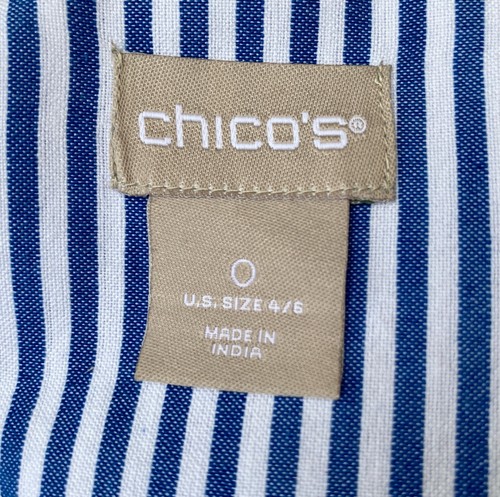 chico's®
0
U.S. SIZE 4/6
MADE IN
INDIA